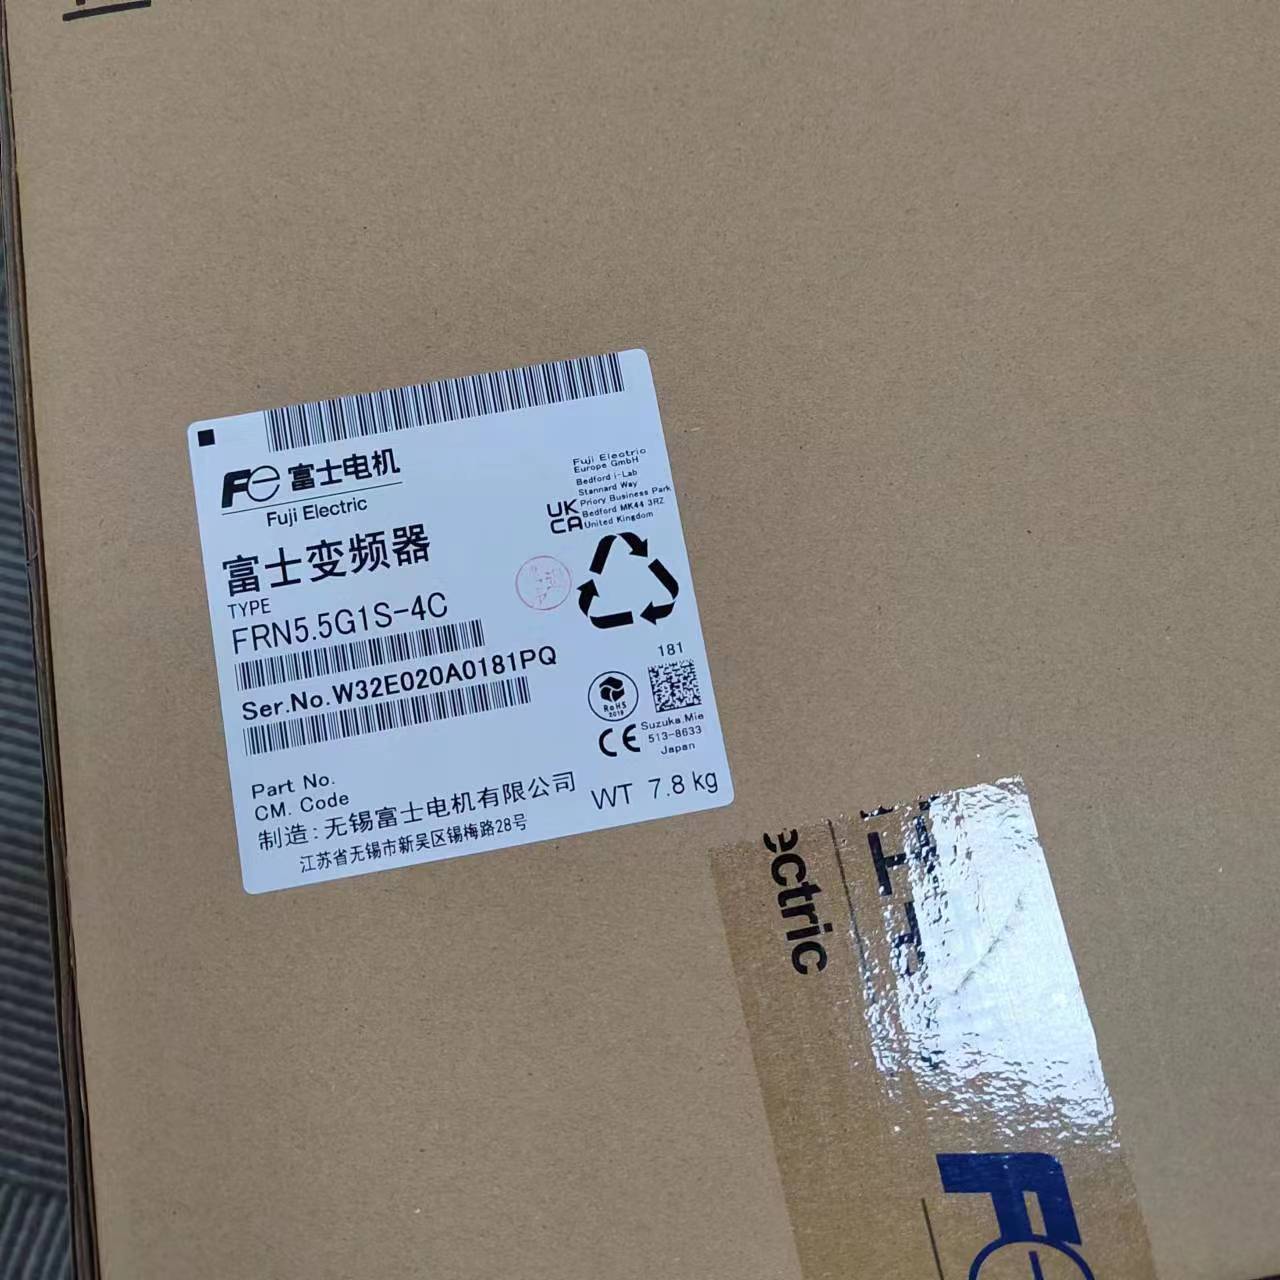 Fe 富士电机
Fuji Electric
富士变频器
TYPE
FRN5.5G1S-4C
Ser.No.W32E020A0181PQ
Part No.
CM. Code
制造:无锡富士电机有限公司
江苏省无锡市新吴区锡梅路28号
Fuji Electric
Europe GmbH
Bedford i-Lab
Stannard Way
Priory Business Park
Bedford MK44 3RZ
United Kingdom
UK
CA
181
RoHS
2018
CE
Suzuka.Mie
513-8633
Japan
WT 7.8 kg
ectric
Fe